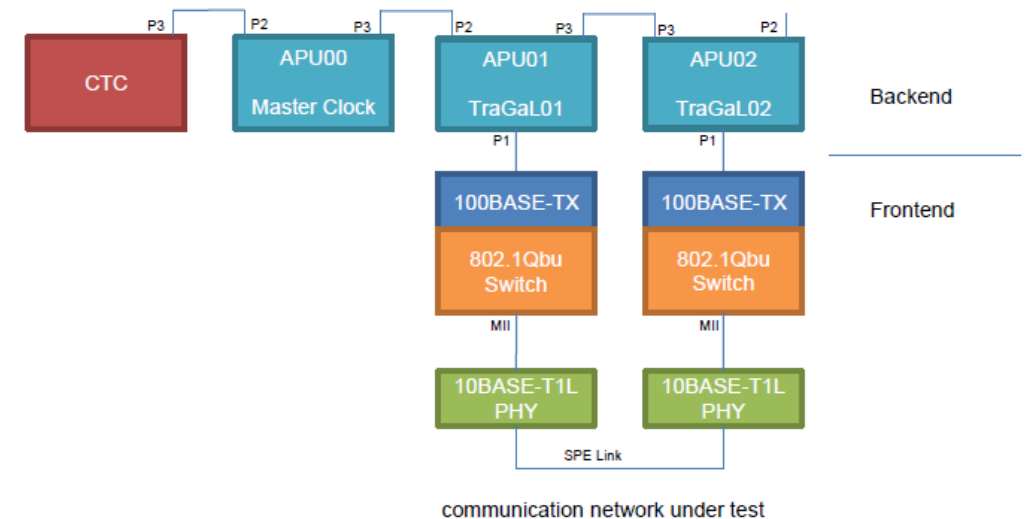 P3 P2 P3 P2 P3 P3 P2
CTC
APU00
Master Clock
APU01
TraGaL01
APU02
TraGaL02
Backend
P1 P1
100BASE-TX 100BASE-TX
Frontend
802.1Qbu
Switch
802.1Qbu
Switch
MII MII
10BASE-T1L
PHY
10BASE-T1L
PHY
SPE Link
communication network under test